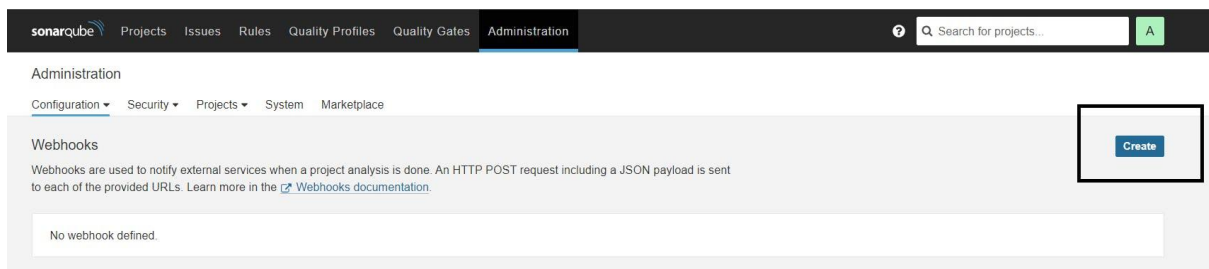 sonarqube Projects Issues Rules Quality Profiles Quality Gates Administration ? Search for projects... A
Administration
Configuration Security Projects System Marketplace
Webhooks
Create
Webhooks are used to notify external services when a project analysis is done. An HTTP POST request including a JSON payload is sent
to each of the provided URLs. Learn more in the Webhooks documentation.
No webhook defined.